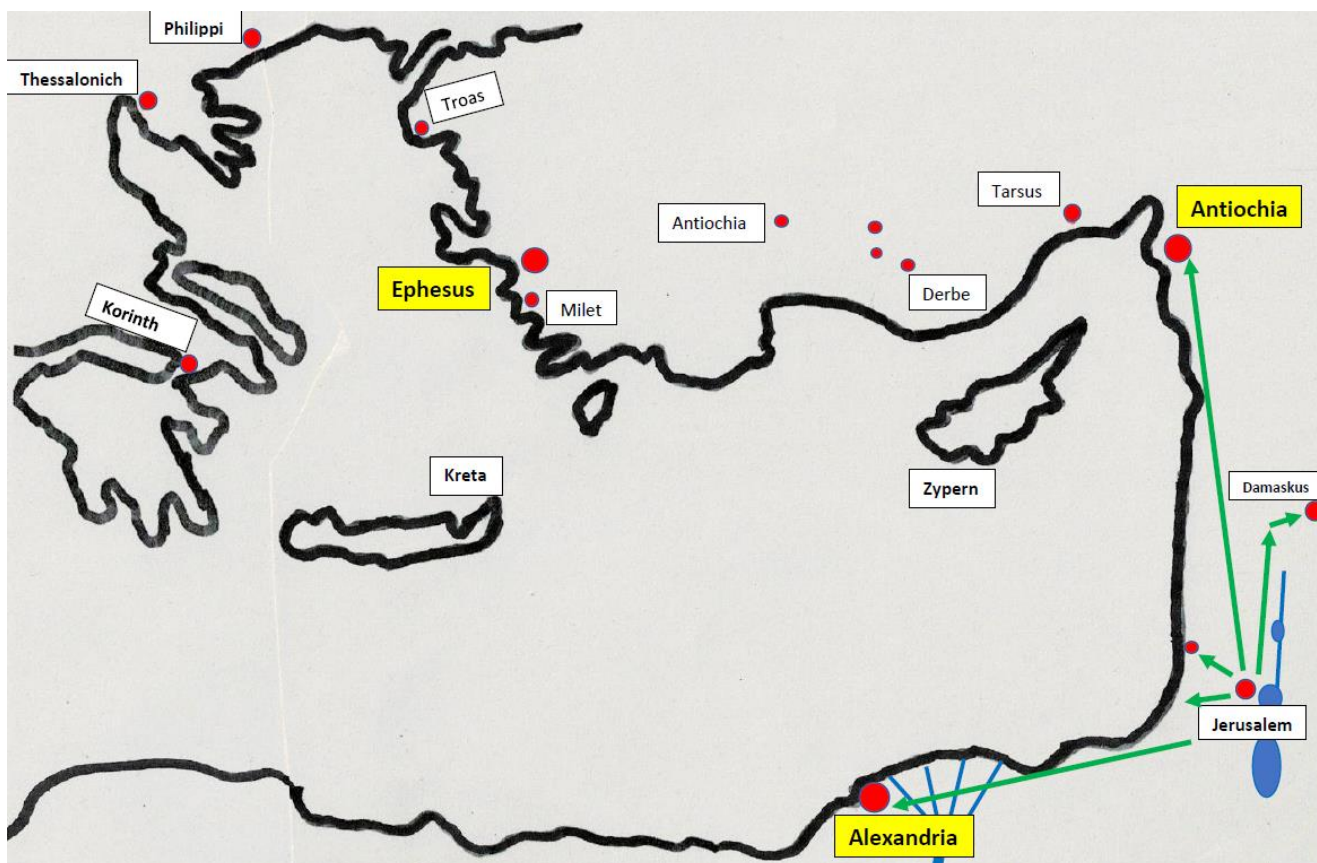 Philippi
Thessalonich
Troas
Tarsus
Antiochia
Antiochia
Ephesus
Milet
Derbe
Korinth
Kreta
Zypern
Damaskus
Jerusalem
Alexandria